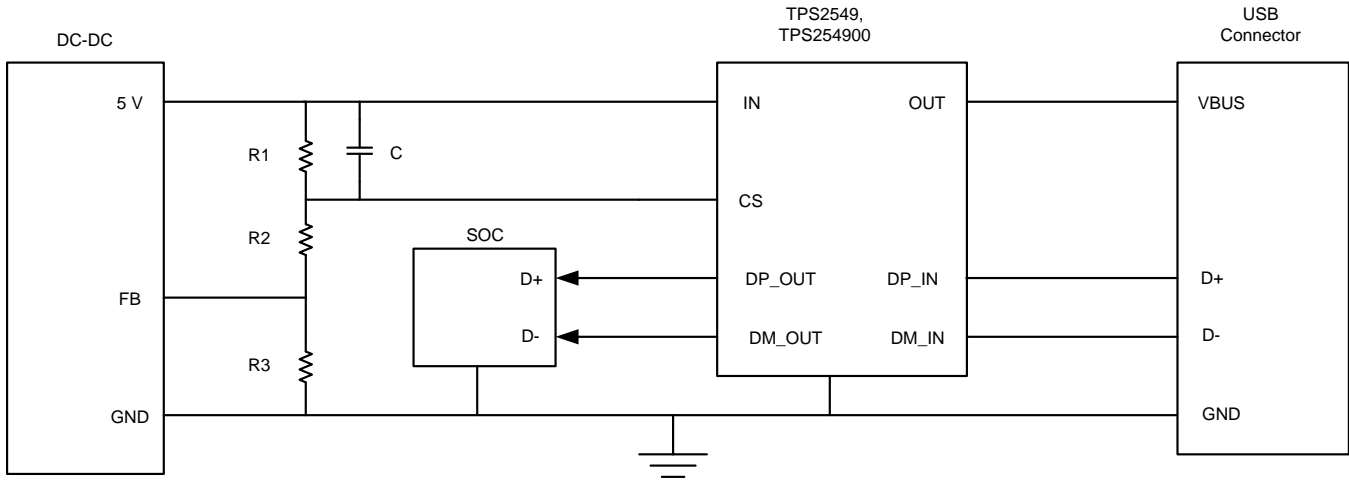 DC-DC
TPS2549,
TPS254900
USB
Connector
5 V
IN
OUT
VBUS
R1
C
CS
R2
SOC
FB
D+
DP_OUT
DP_IN
D+
D-
DM_OUT
DM_IN
D-
R3
GND
GND